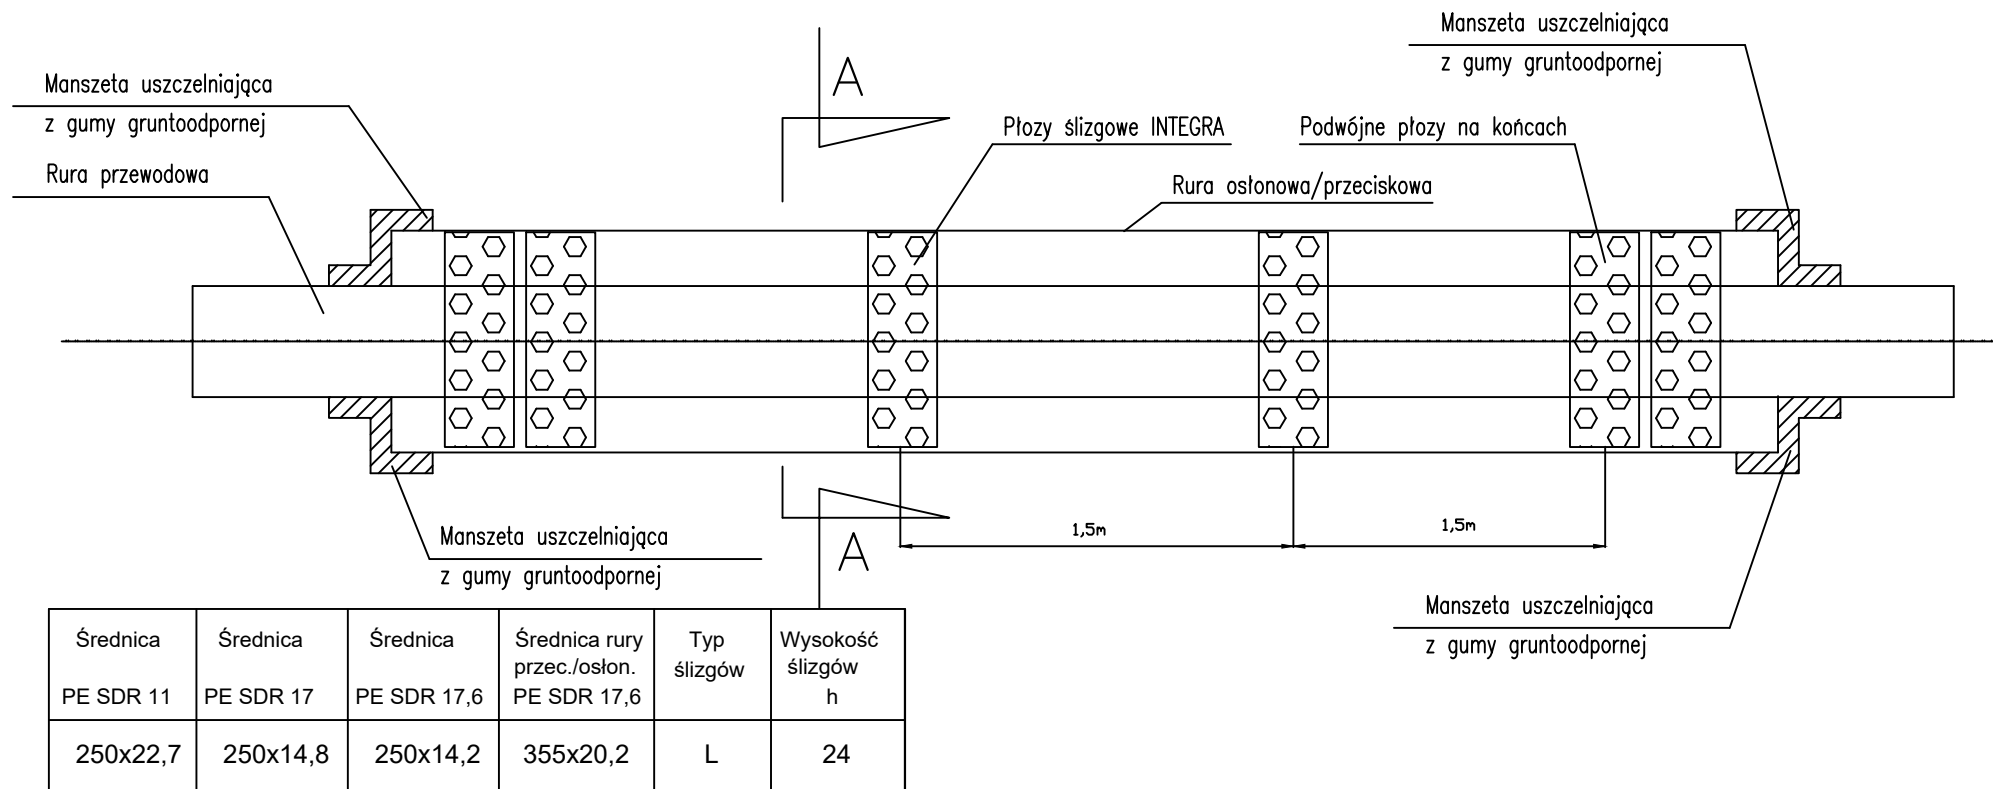 Manszeta uszczelniająca
z gumy gruntoodpornej
A
Manszeta uszczelniająca
z gumy gruntoodpornej
Rura przewodowa
Płozy ślizgowe INTEGRA
Podwójne płozy na końcach
Rura osłonowa/przeciskowa
1,5m
1,5m
A
Manszeta uszczelniająca
z gumy gruntoodpornej
Manszeta uszczelniająca
z gumy gruntoodpornej
Średnica
PE SDR 11
Średnica
PE SDR 17
Średnica
PE SDR 17,6
Średnica rury
przec./osłon.
PE SDR 17,6
Typ
ślizgów
Wysokość
ślizgów
h
250x22,7
250x14,8
250x14,2
355x20,2
L
24